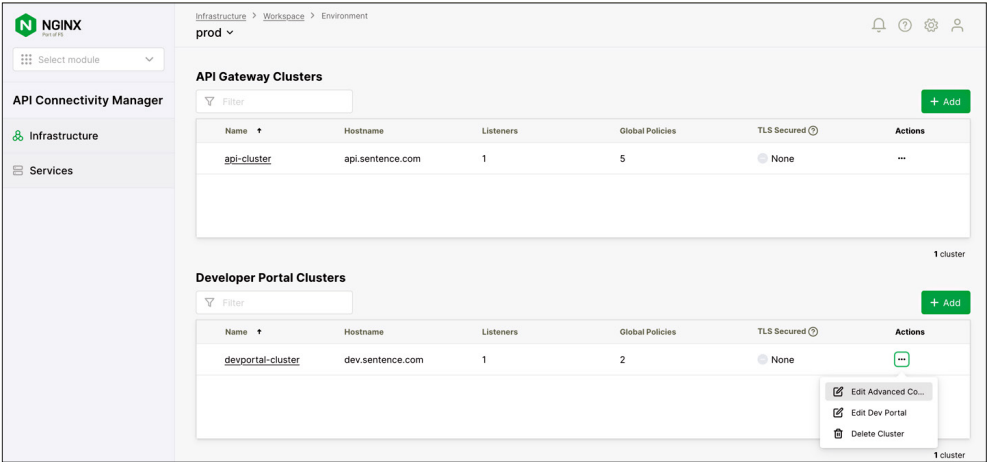 NGINX
Part of F5
Infrastructure > Workspace > Environment
prod
Select module
API Connectivity Manager
Infrastructure
Services
API Gateway Clusters
Filter
+ Add
Name Hostname Listeners Global Policies TLS Secured Actions
api-cluster api.sentence.com 1 5 None ...
1 cluster
Developer Portal Clusters
Filter
+ Add
Name Hostname Listeners Global Policies TLS Secured Actions
devportal-cluster dev.sentence.com 1 2 None ...
Edit Advanced Co...
Edit Dev Portal
Delete Cluster
1 cluster